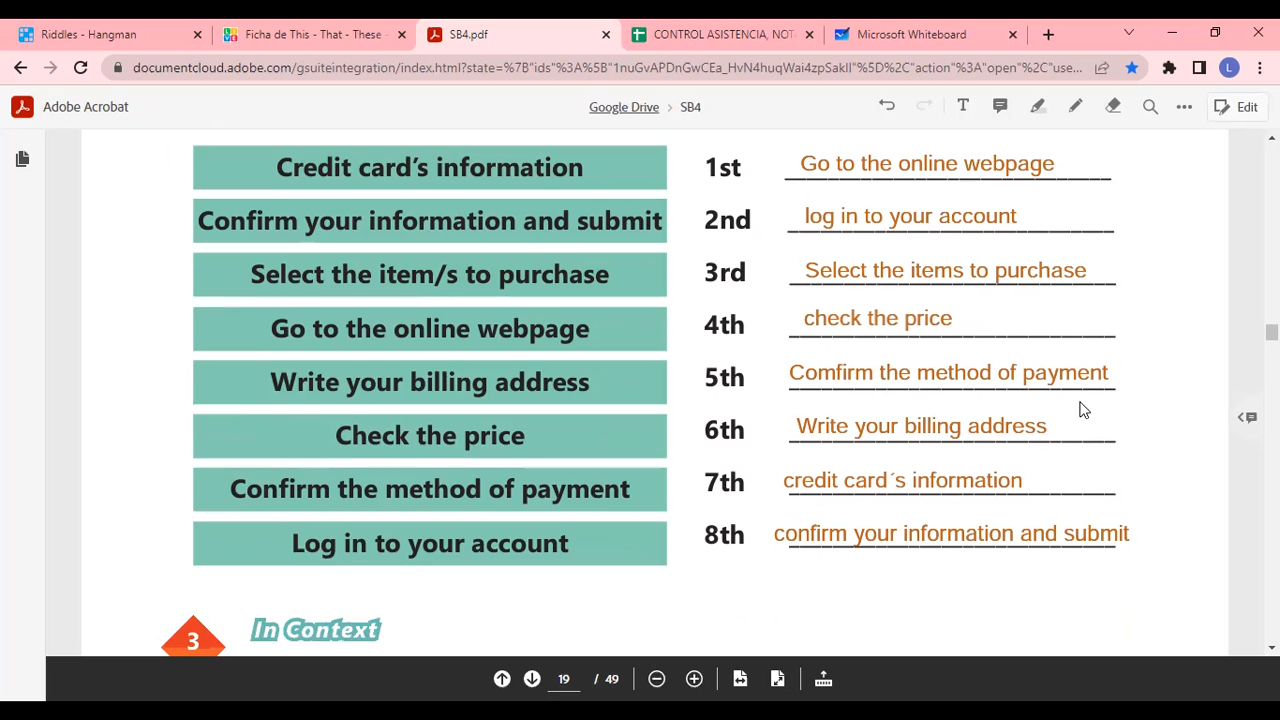 Riddles - Hangman
Ficha de This - That - These -
SB4.pdf
CONTROL ASISTENCIA, NOT
Microsoft Whiteboard
documentcloud.adobe.com/gsuiteintegration/index.html?state=%7B"ids"%3A%5B"1nuGvAPDnGwCEa_HvN4huqWai4zpSakIl"%5D%2C"action"%3A"open"%2C"use...
L
Adobe Acrobat
Google Drive > SB4
Edit
Credit card's information
1st Go to the online webpage
Confirm your information and submit
2nd log in to your account
Select the item/s to purchase
3rd Select the items to purchase
Go to the online webpage
4th check the price
Write your billing address
5th Comfirm the method of payment
Check the price
6th Write your billing address
Confirm the method of payment
7th credit card´s information
Log in to your account
8th confirm your information and submit
3 In Context
19 / 49